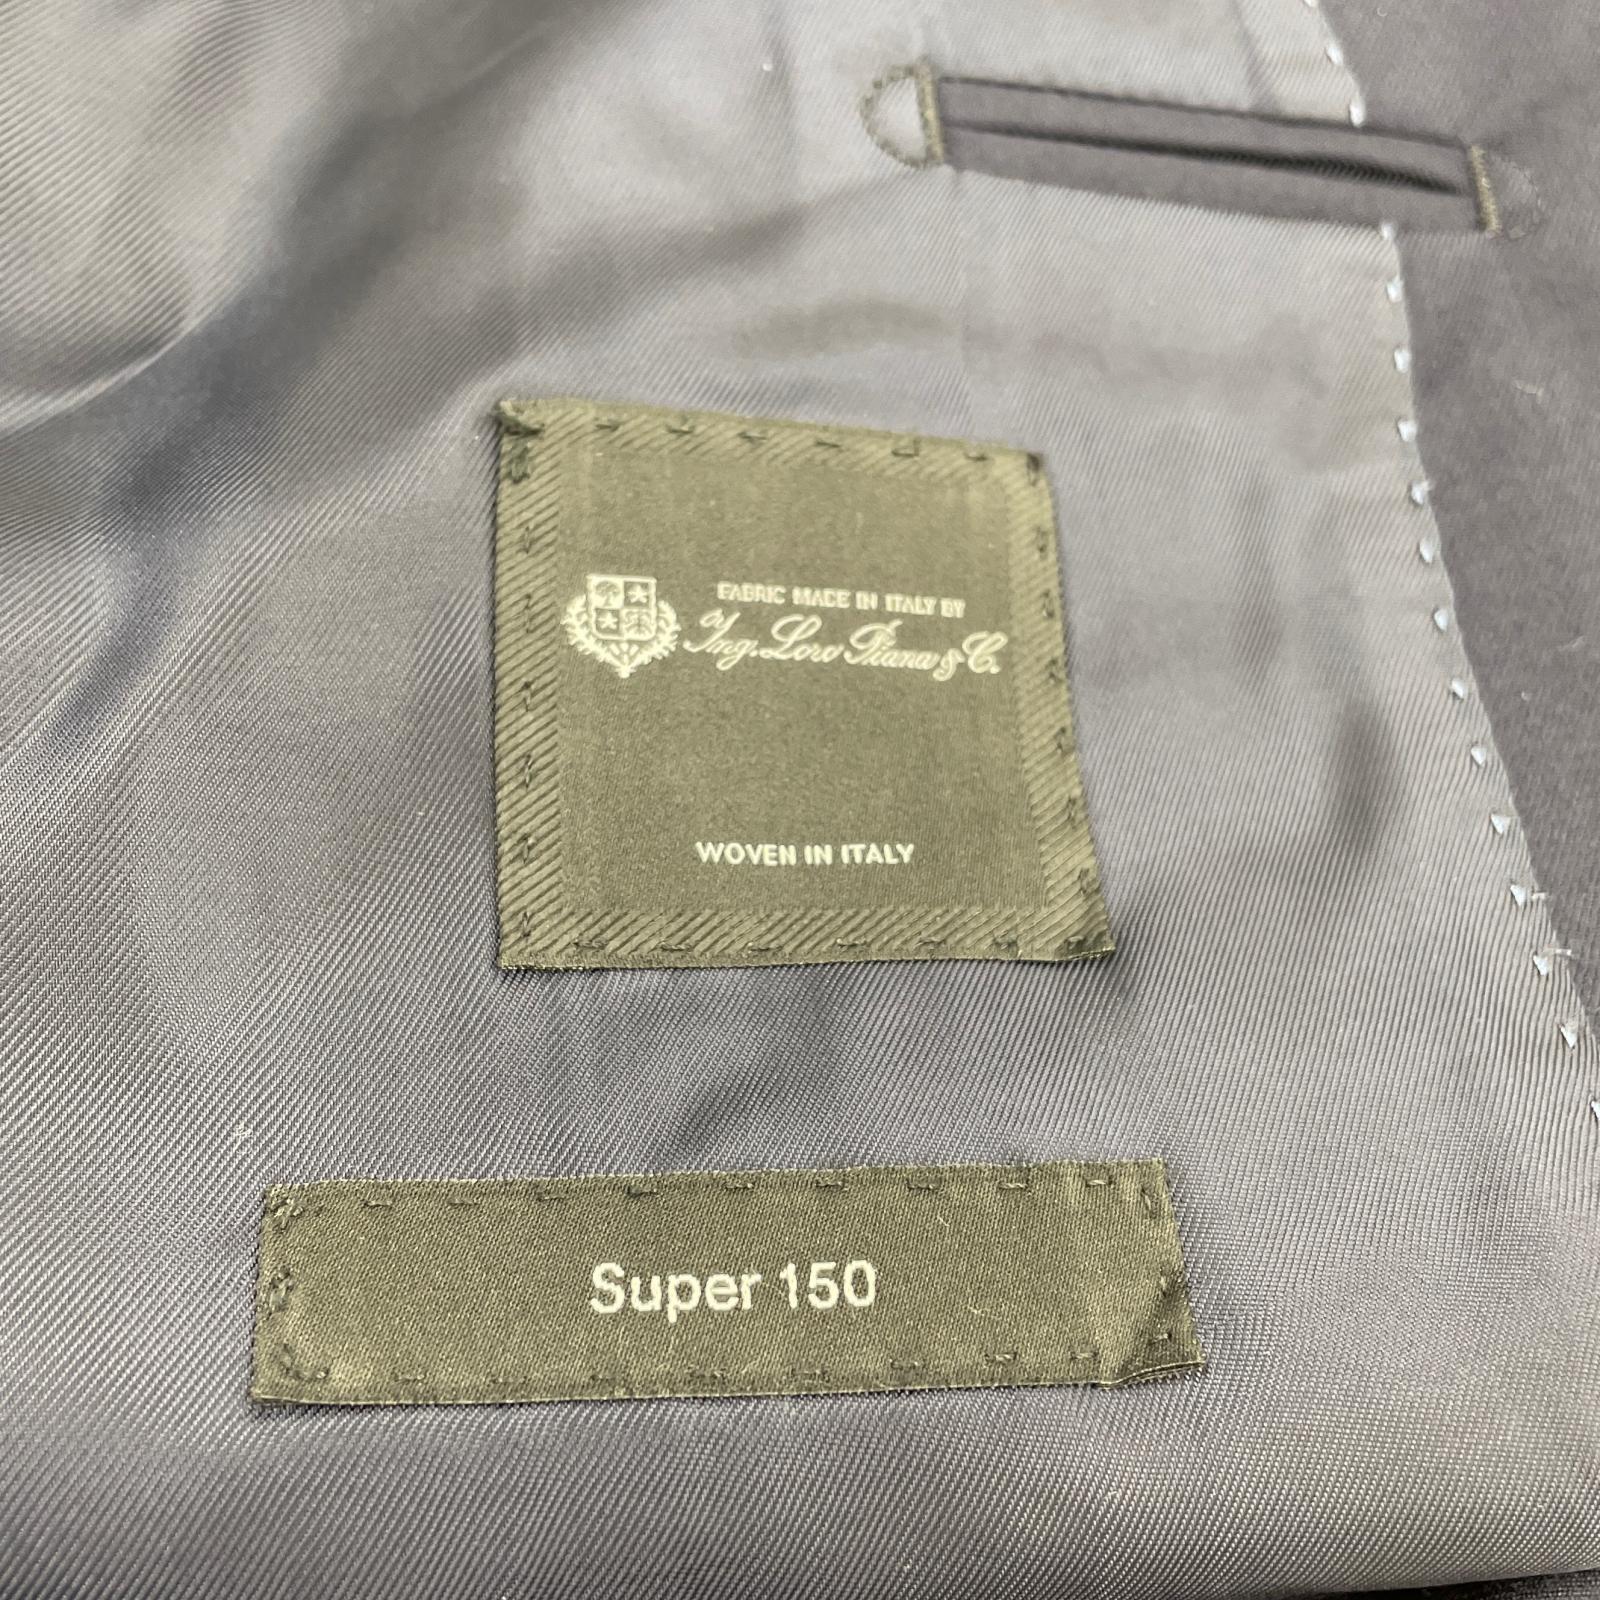 FABRIC MADE IN ITALY BY
Ing. Loro Piana & C.
WOVEN IN ITALY
Super 150